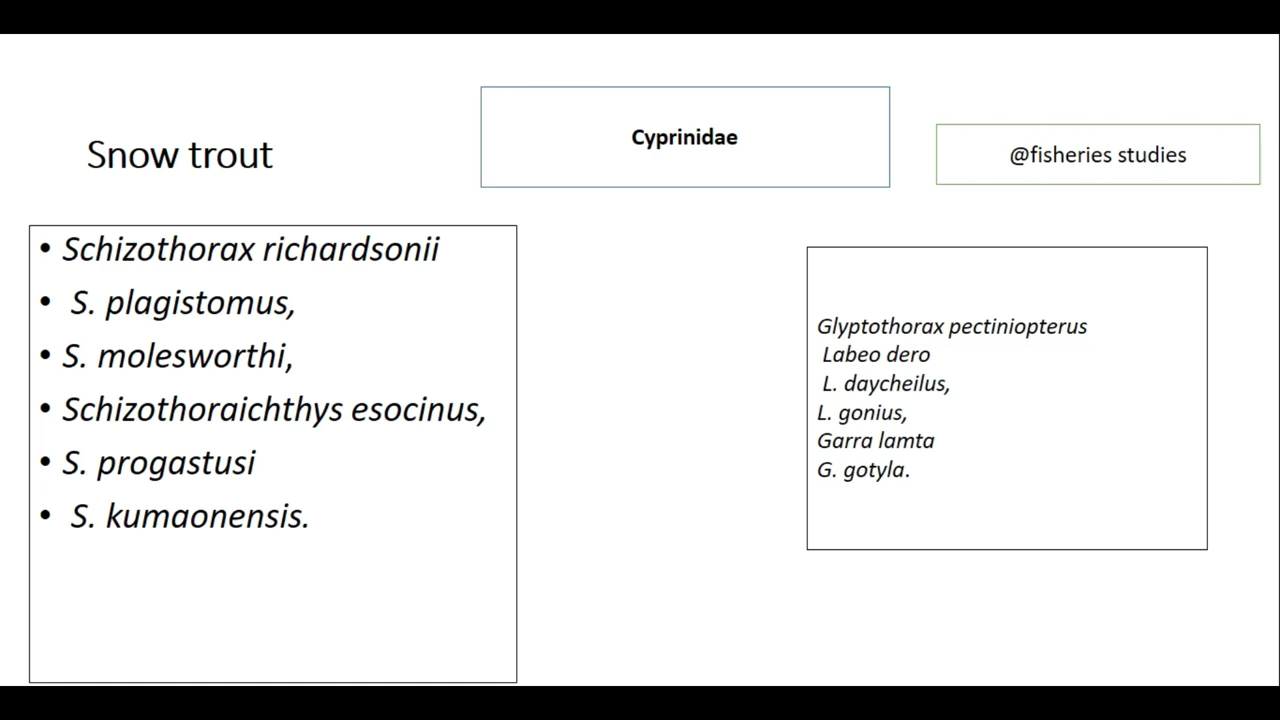 Cyprinidae
Snow trout
@fisheries studies
• Schizothorax richardsonii
• S. plagistomus,
• S. molesworthi,
• Schizothoraichthys esocinus,
• S. progastusi
• S. kumaonensis.
Glyptothorax pectiniopterus
Labeo dero
L. daycheilus,
L. gonius,
Garra lamta
G. gotyla.